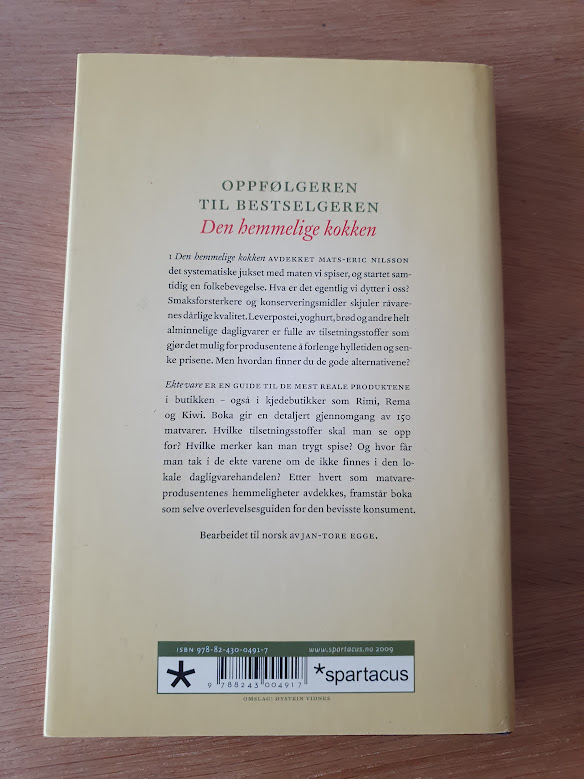 OPPFØLGEREN
TIL BESTSELGEREN
Den hemmelige kokken
I Den hemmelige kokken AVDEKKET MATS-ERIC NILSSON
det systematiske jukset med maten vi spiser, og startet sam-
tidig en folkebevegelse. Hva er det egentlig vi dytter i oss?
Smaksforsterkere og konserveringsmidler skjuler råvare-
nes dårlige kvalitet. Leverpostei, yoghurt, brød og andre helt
alminnelige dagligvarer er fulle av tilsetningsstoffer som
gjør det mulig for produsentene å forlenge hylletiden og sen-
ke prisene. Men hvordan finner du de gode alternativene?
Ekte vare ER EN GUIDE TIL DE MEST REALE PRODUKTENE
i butikken – også i kjedebutikker som Rimi, Rema
og Kiwi. Boka gir en detaljert gjennomgang av 150
matvarer. Hvilke tilsetningsstoffer skal man se opp
for? Hvilke merker kan man trygt spise? Og hvor får
man tak i de ekte varene om de ikke finnes i den lo-
kale dagligvarehandelen? Etter hvert som matvare-
produsentenes hemmeligheter avdekkes, framstår boka
som selve overlevelsesguiden for den bevisste konsument.
Bearbeidet til norsk av JAN-TORE EGGE.
ISBN 978-82-430-0491-7 www.spartacus.no 2009
*
9 788243 004917
*spartacus
OMSLAG: ØYSTEIN VIDNES